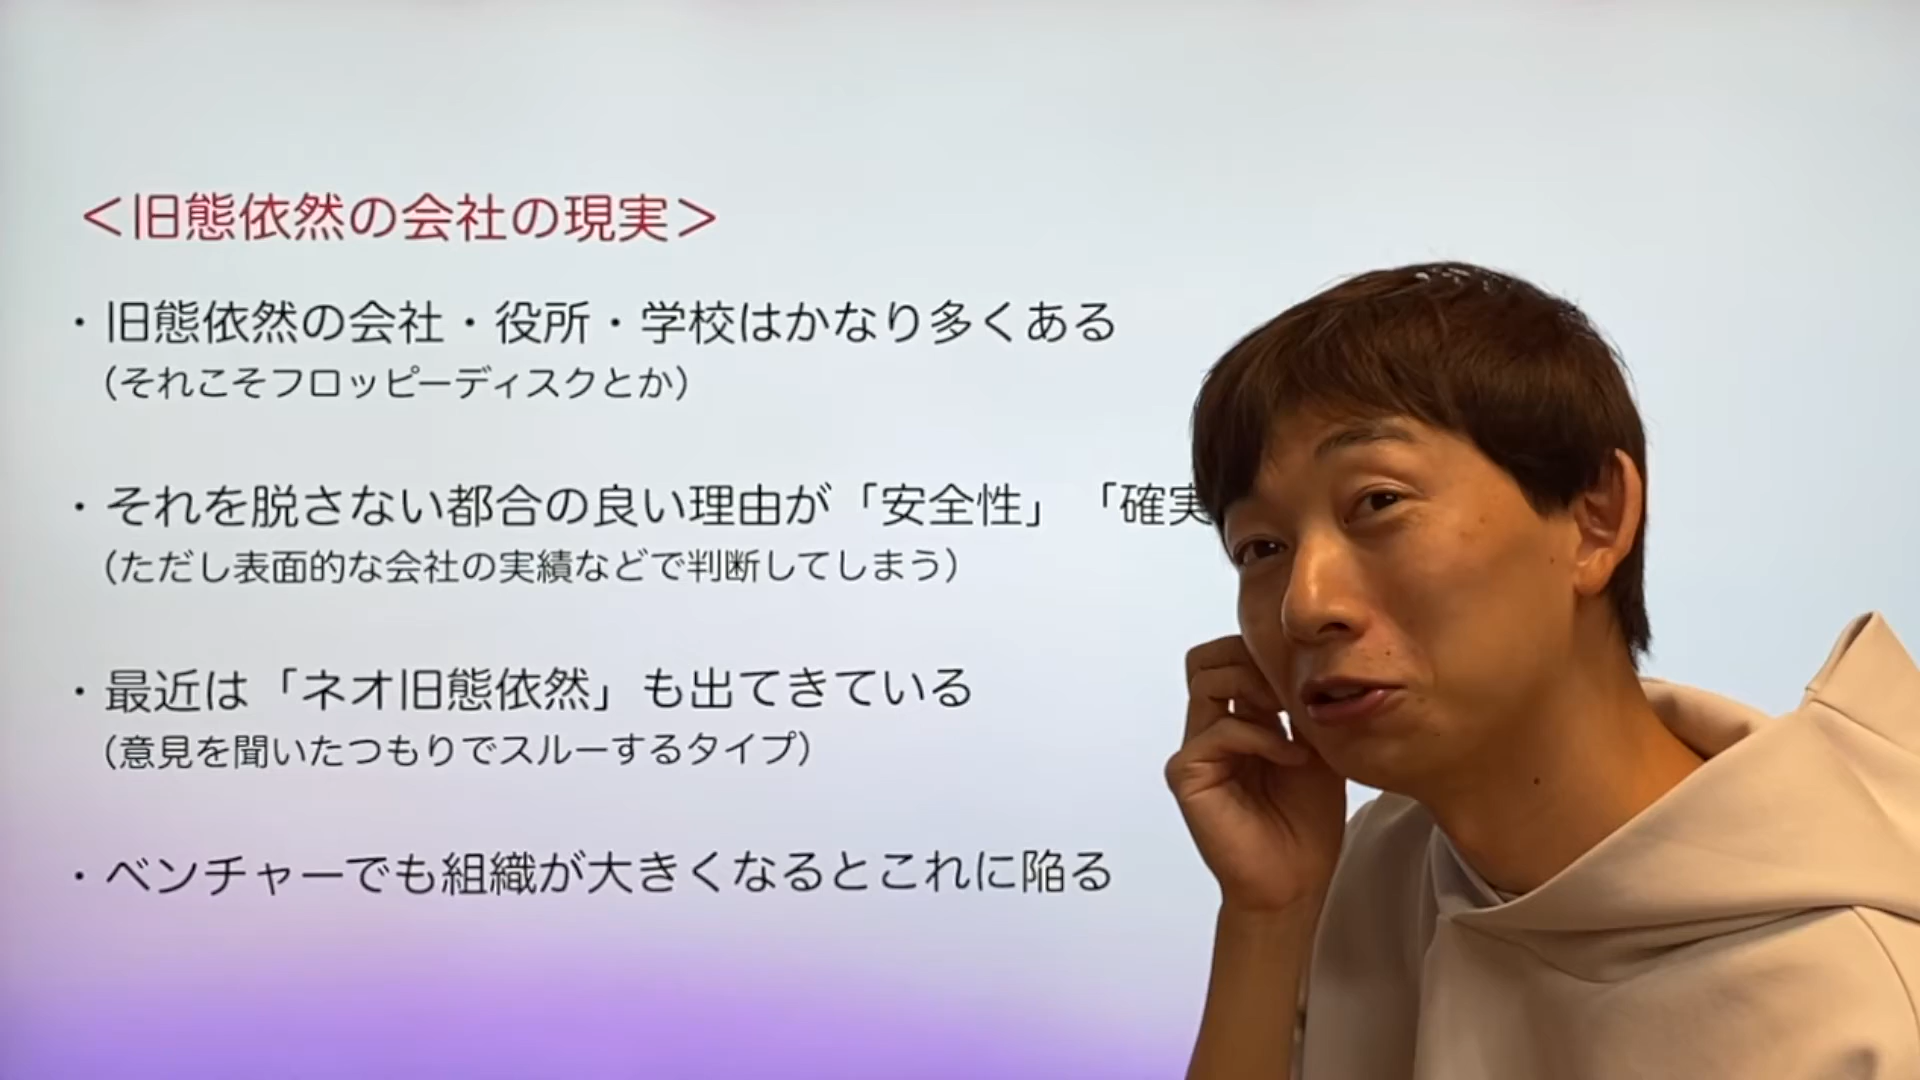 ＜旧態依然の会社の現実＞
・旧態依然の会社・役所・学校はかなり多くある
（それこそフロッピーディスクとか）
・それを脱さない都合の良い理由が「安全性」「確実
（ただし表面的な会社の実績などで判断してしまう）
・最近は「ネオ旧態依然」も出てきている
（意見を聞いたつもりでスルーするタイプ）
・ベンチャーでも組織が大きくなるとこれに陥る